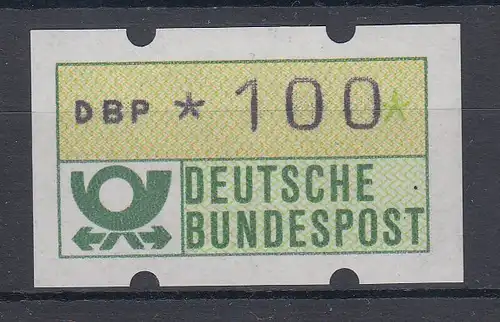 DBP * 100*
DEUTSCHE
BUNDESPOST